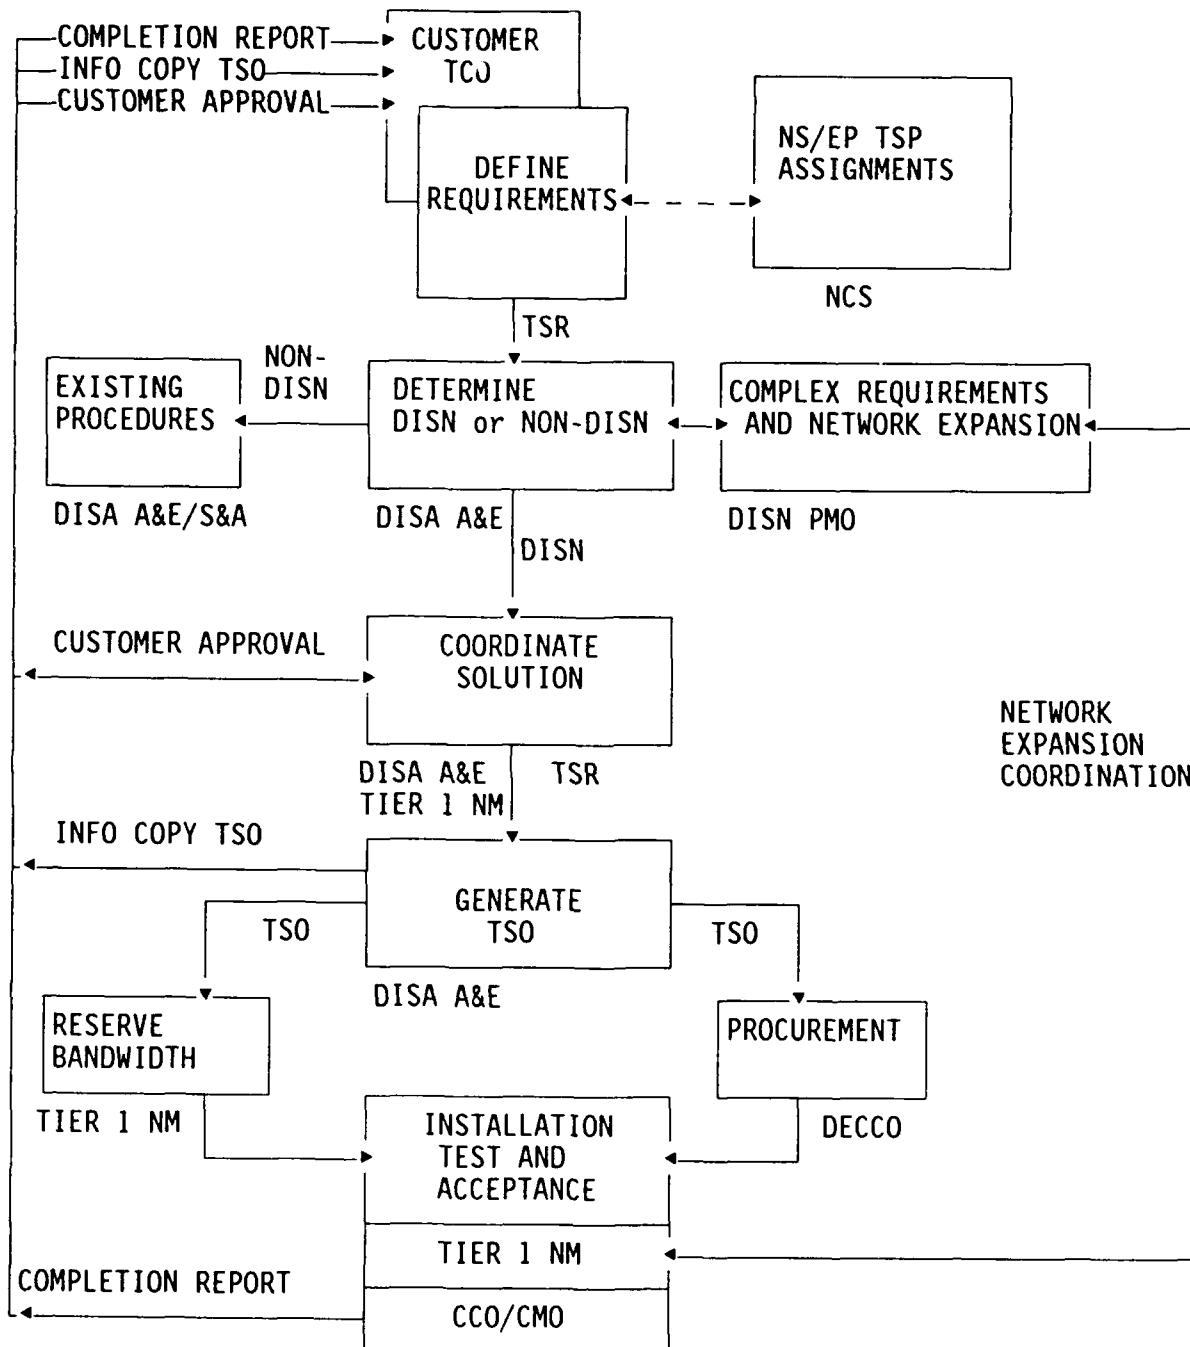 COMPLETION REPORT
INFO COPY TSO
CUSTOMER APPROVAL
CUSTOMER
TCO
DEFINE
REQUIREMENTS
NS/EP TSP
ASSIGNMENTS
NCS
TSR
NON-
DISN
EXISTING
PROCEDURES
DISA A&E/S&A
DETERMINE
DISN or NON-DISN
DISA A&E
COMPLEX REQUIREMENTS
AND NETWORK EXPANSION
DISN PMO
DISN
CUSTOMER APPROVAL
COORDINATE
SOLUTION
NETWORK
EXPANSION
COORDINATION
DISA A&E
TIER 1 NM
TSR
INFO COPY TSO
GENERATE
TSO
TSO
TSO
DISA A&E
RESERVE
BANDWIDTH
TIER 1 NM
PROCUREMENT
DECCO
INSTALLATION
TEST AND
ACCEPTANCE
TIER 1 NM
COMPLETION REPORT
CCO/CMO